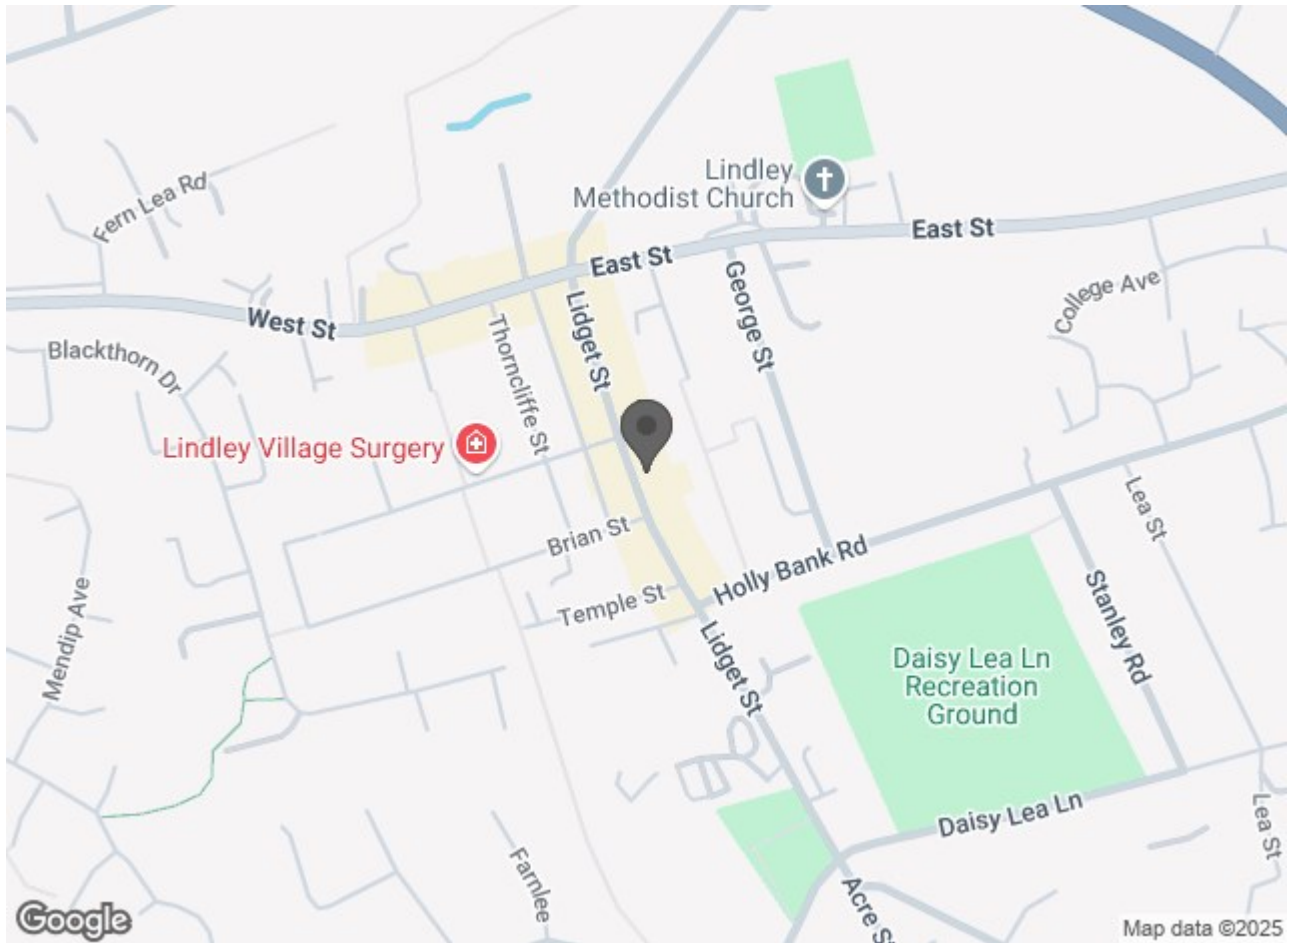 Lindley
Methodist Church
Fern Lea Rd
East St
East St
College Ave
George St
West St
Lidget St
Blackthorn Dr
Thorncliffe St
Lindley Village Surgery
Lea St
Brian St
Holly Bank Rd
Mendip Ave
Temple St
Stanley Rd
Lidget St
Daisy Lea Ln
Recreation
Ground
Daisy Lea Ln
Lea St
Farnlee
Acre St
Google
Map data ©2025